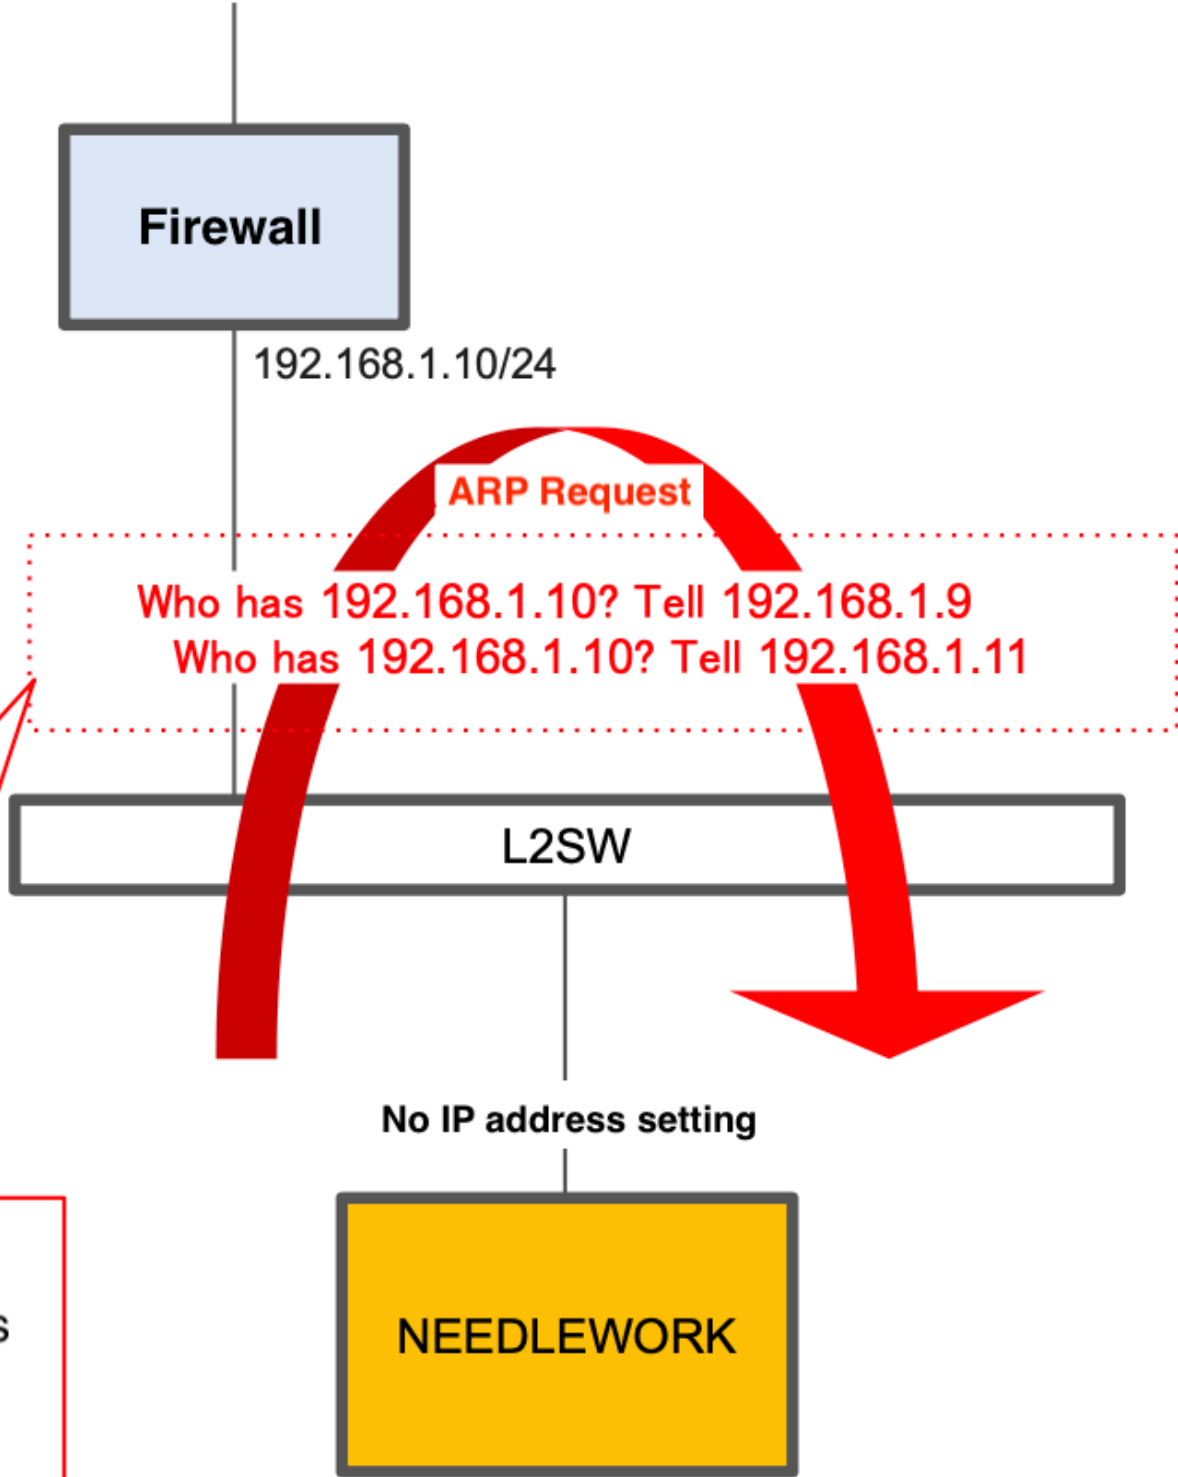 Firewall
192.168.1.10/24
ARP Request
Who has 192.168.1.10? Tell 192.168.1.9
Who has 192.168.1.10? Tell 192.168.1.11
L2SW
No IP address setting
s
NEEDLEWORK